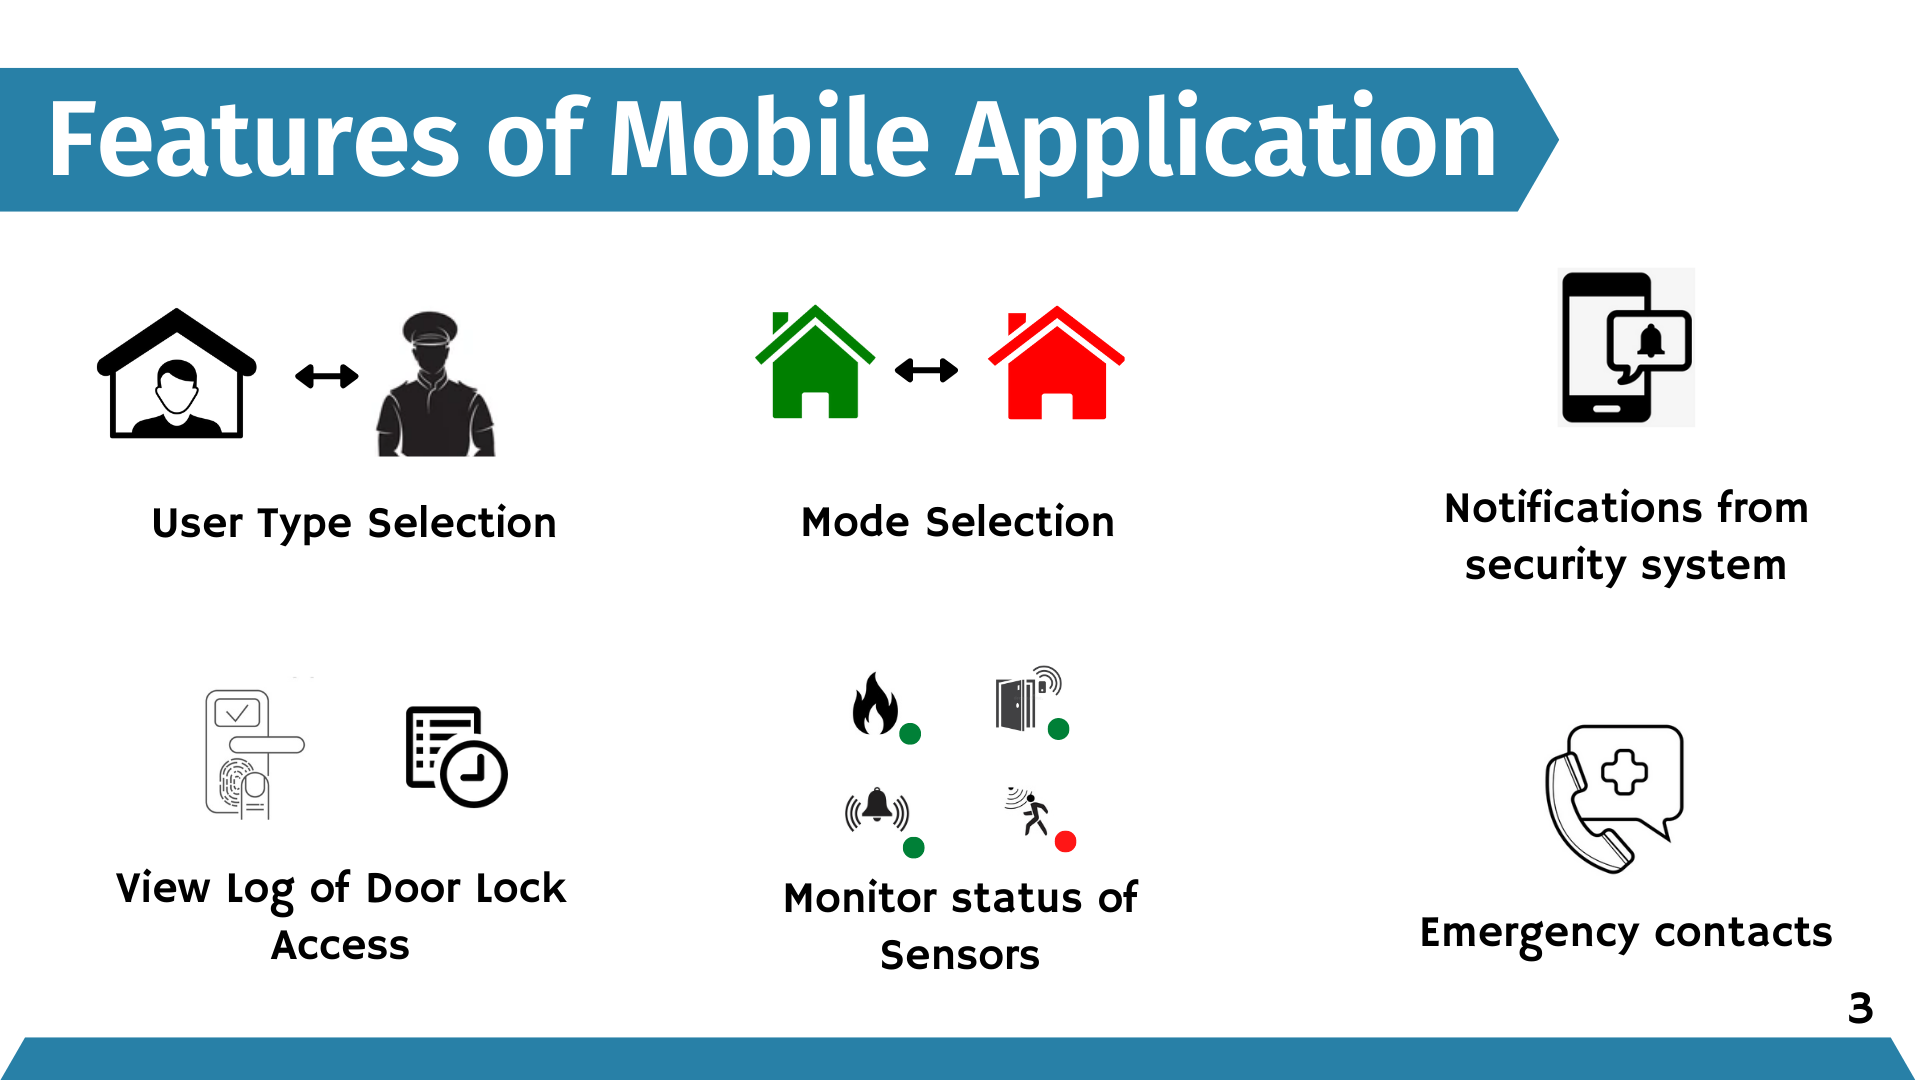 Features of Mobile Application
User Type Selection
Mode Selection
Notifications from
security system
View Log of Door Lock
Access
Monitor status of
Sensors
Emergency contacts
3